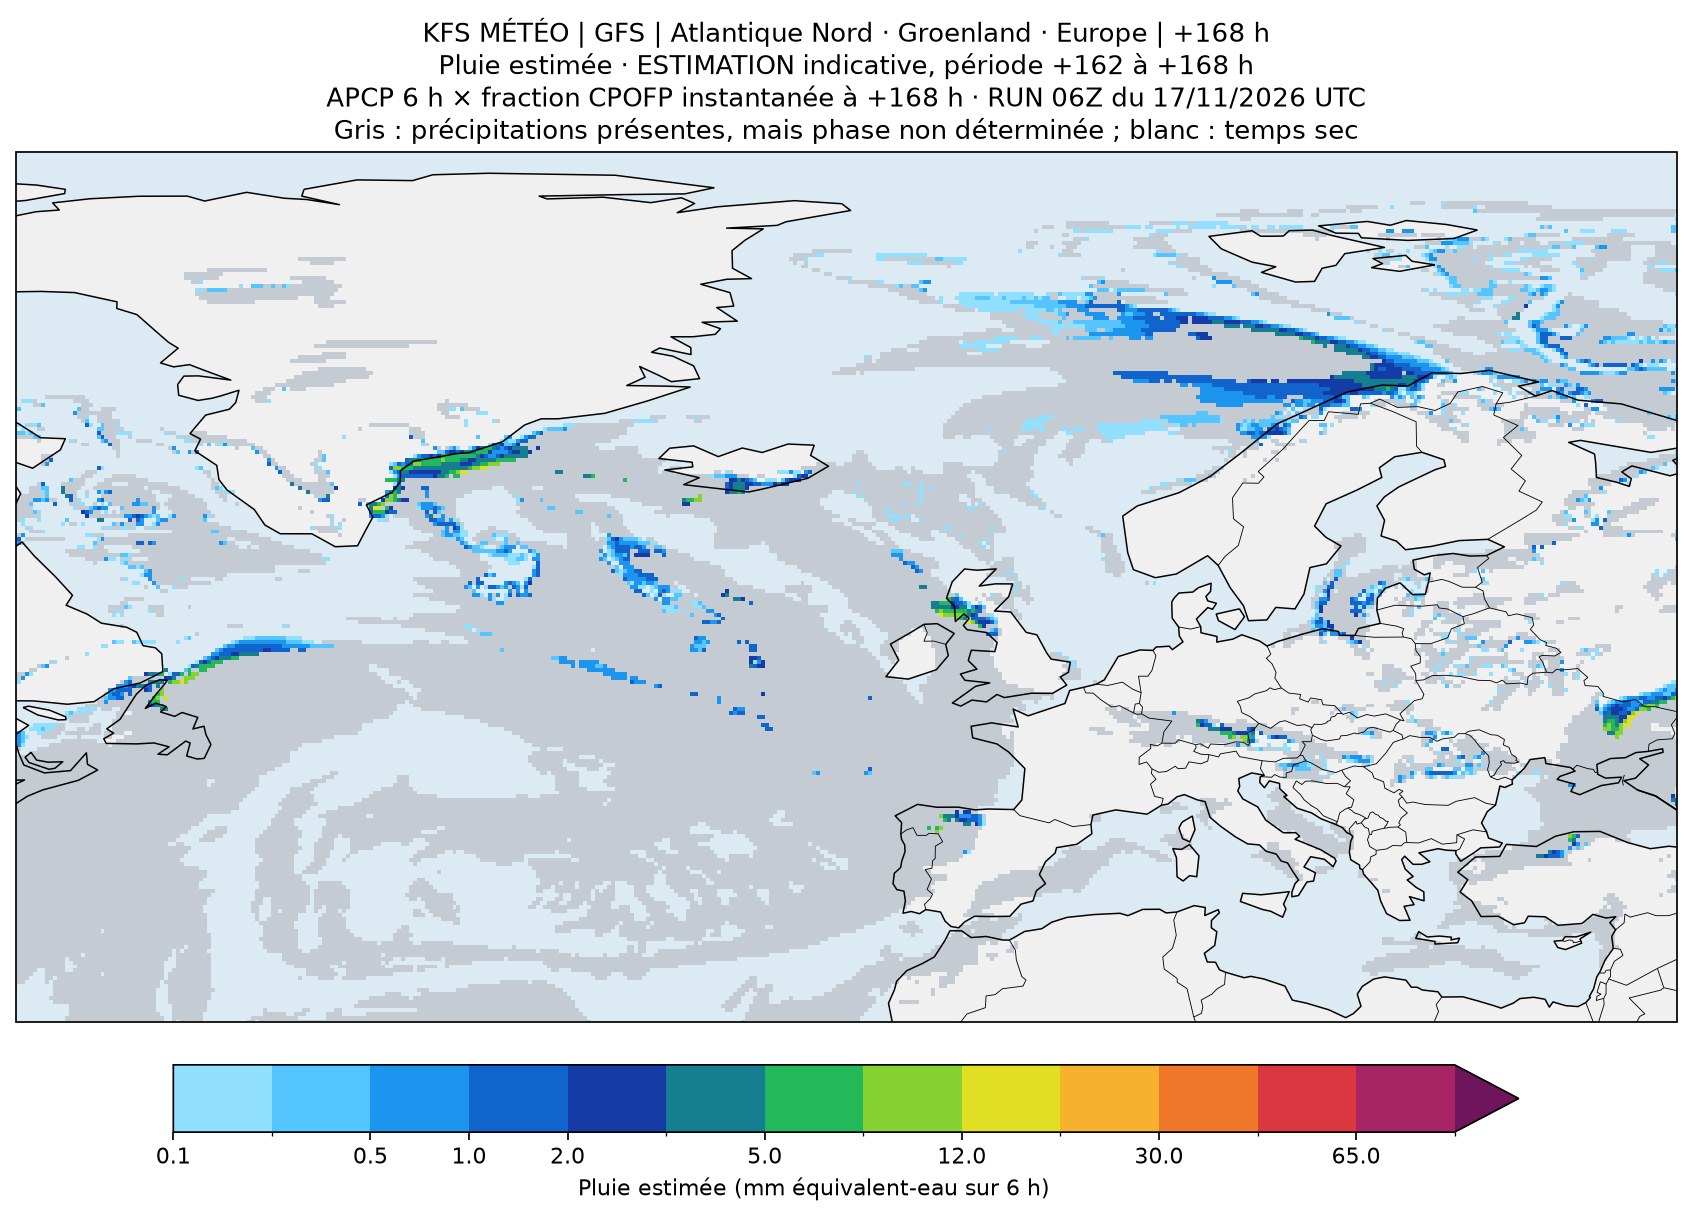 KFS MÉTÉO | GFS | Atlantique Nord · Groenland · Europe | +168 h
Pluie estimée · ESTIMATION indicative, période +162 à +168 h
APCP 6 h × fraction CPOFP instantanée à +168 h · RUN 06Z du 17/11/2026 UTC
Gris : précipitations présentes, mais phase non déterminée ; blanc : temps sec
0.1 0.5 1.0 2.0 5.0 12.0 30.0 65.0
Pluie estimée (mm équivalent-eau sur 6 h)